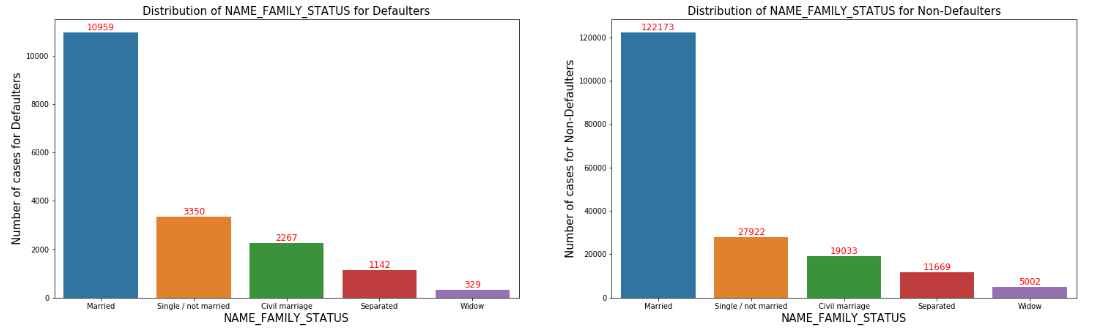 Distribution of NAME_FAMILY_STATUS for Defaulters
Number of cases for Defaulters
10000
8000
6000
4000
2000
0
10959
3350
2267
1142
329
Married
Single / not married
Civil marriage
Separated
Widow
NAME_FAMILY_STATUS
Distribution of NAME_FAMILY_STATUS for Non-Defaulters
Number of cases for Non-Defaulters
120000
100000
80000
60000
40000
20000
0
122173
27922
19033
11669
5002
Married
Single / not married
Civil marriage
Separated
Widow
NAME_FAMILY_STATUS